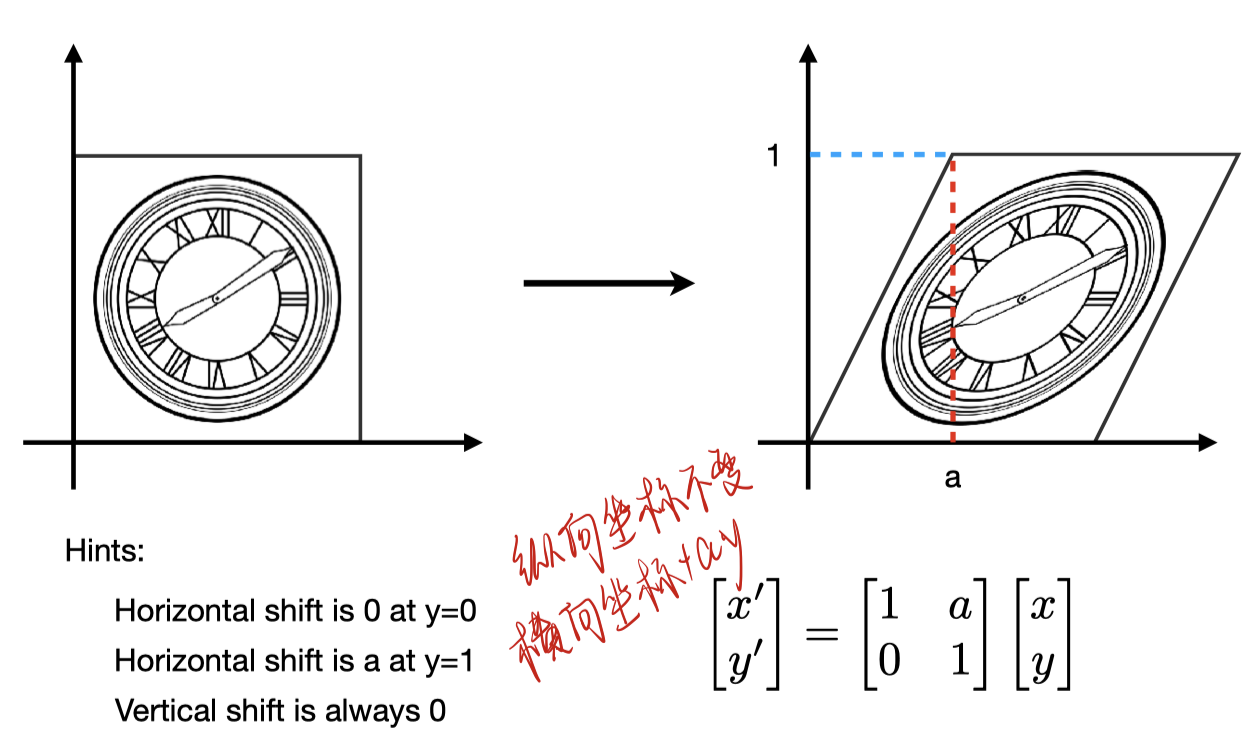 1
a
Hints:
Horizontal shift is 0 at y=0
Horizontal shift is a at y=1
Vertical shift is always 0
纵向坐标不变
横向坐标+ay
[x′ y′] = [1 a 0 1] [x y]